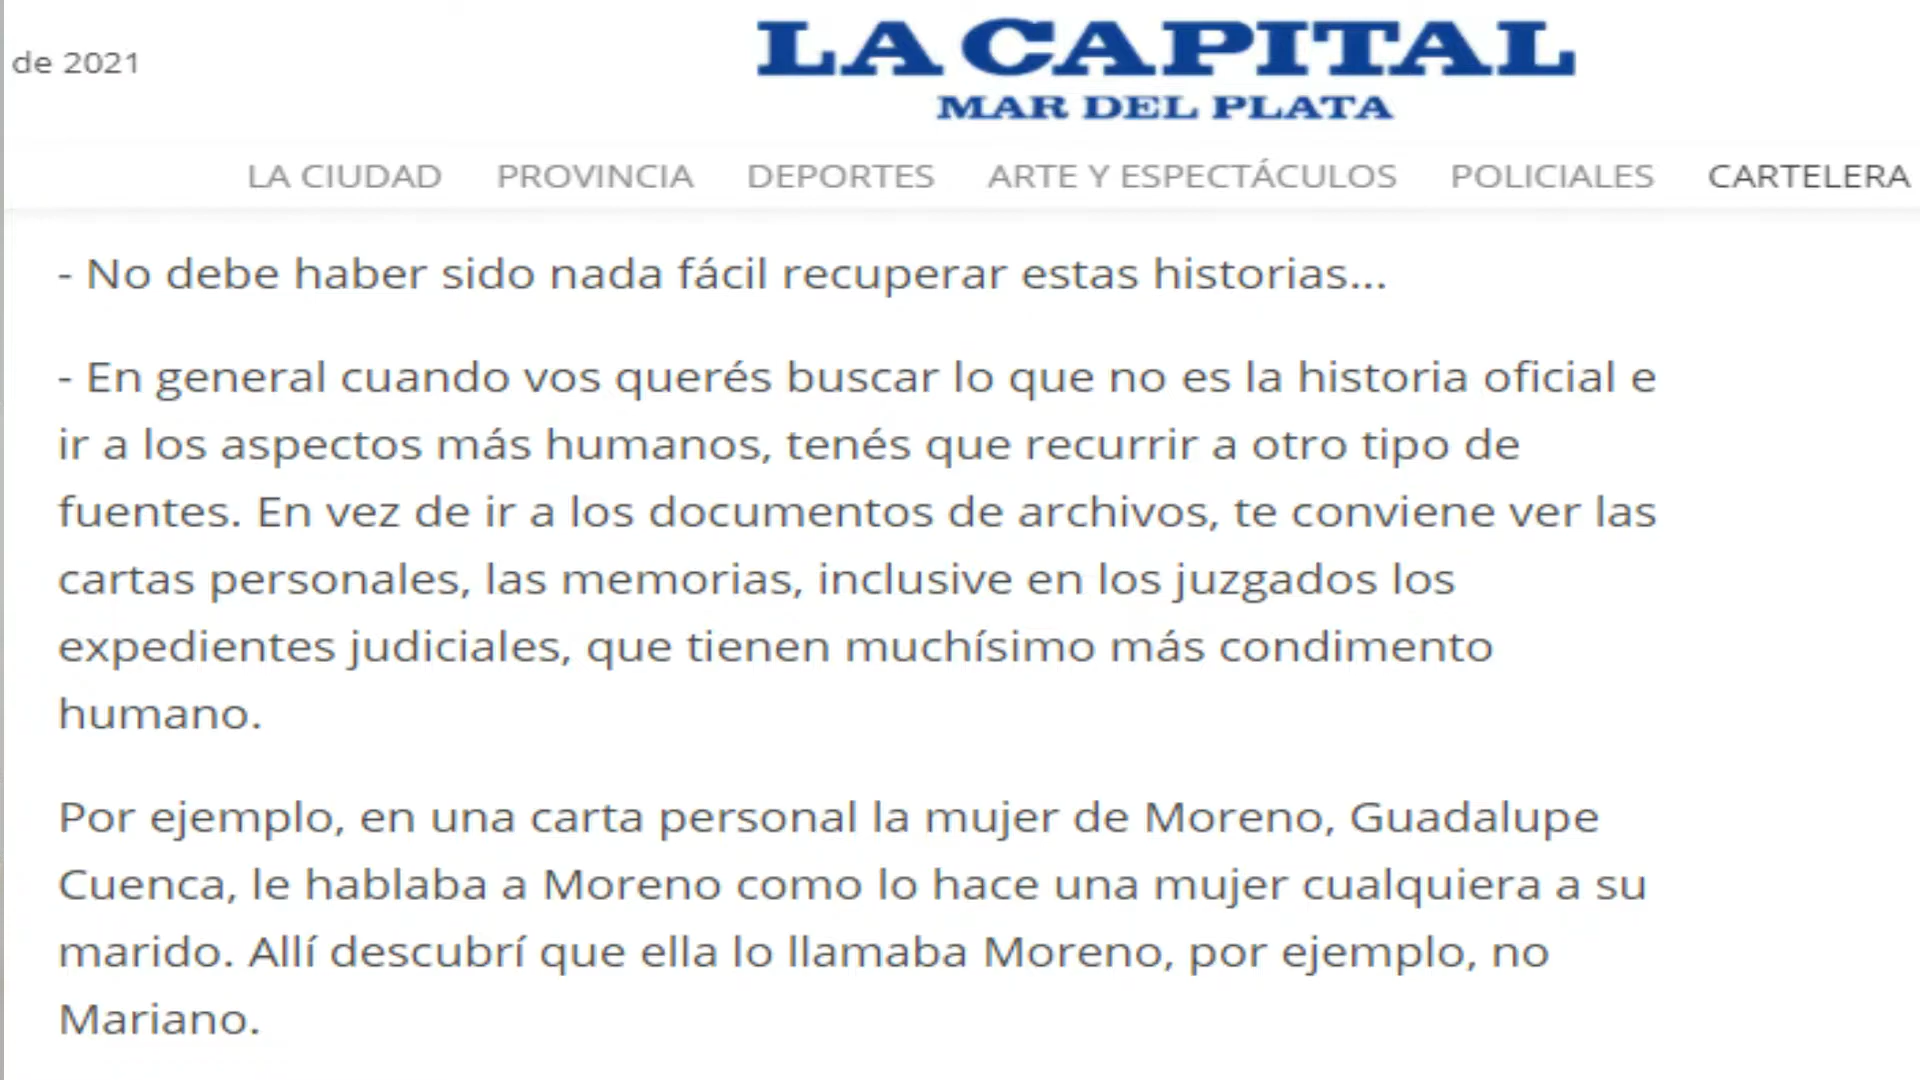 de 2021
LA CAPITAL
MAR DEL PLATA
LA CIUDAD PROVINCIA DEPORTES ARTE Y ESPECTÁCULOS POLICIALES CARTELERA
- No debe haber sido nada fácil recuperar estas historias...
- En general cuando vos querés buscar lo que no es la historia oficial e
ir a los aspectos más humanos, tenés que recurrir a otro tipo de
fuentes. En vez de ir a los documentos de archivos, te conviene ver las
cartas personales, las memorias, inclusive en los juzgados los
expedientes judiciales, que tienen muchísimo más condimento
humano.
Por ejemplo, en una carta personal la mujer de Moreno, Guadalupe
Cuenca, le hablaba a Moreno como lo hace una mujer cualquiera a su
marido. Allí descubrí que ella lo llamaba Moreno, por ejemplo, no
Mariano.